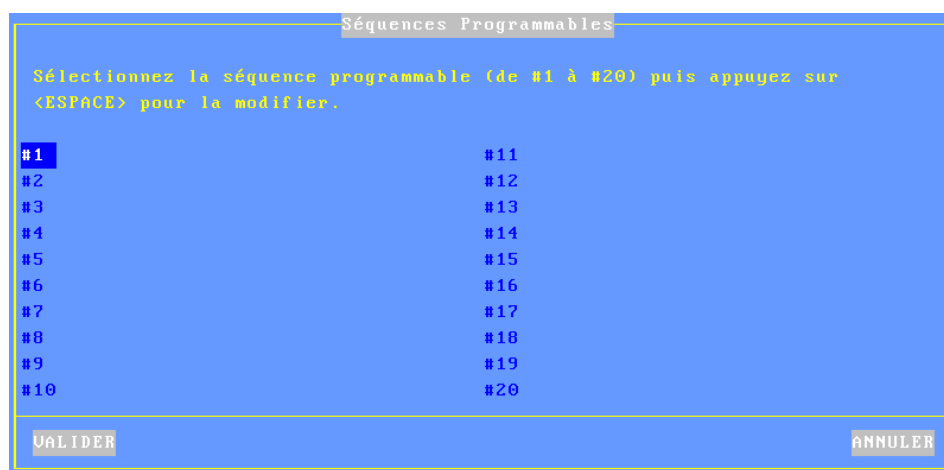 Séquences Programmables
Sélectionnez la séquence programmable (de #1 à #20) puis appuyez sur
<ESPACE> pour la modifier.
#1 #11
#2 #12
#3 #13
#4 #14
#5 #15
#6 #16
#7 #17
#8 #18
#9 #19
#10 #20
VALIDER ANNULER